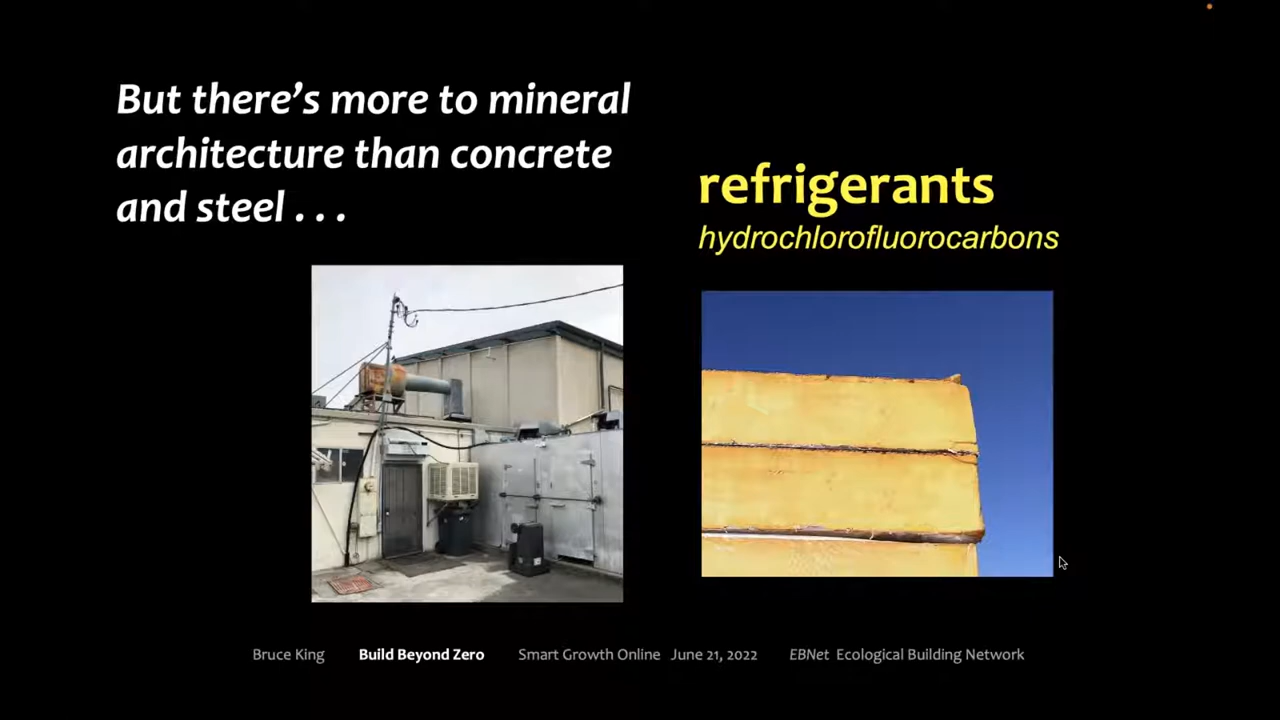 But there’s more to mineral
architecture than concrete
and steel . . .
refrigerants
hydrochlorofluorocarbons
Bruce King Build Beyond Zero Smart Growth Online June 21, 2022 EBNet Ecological Building Network